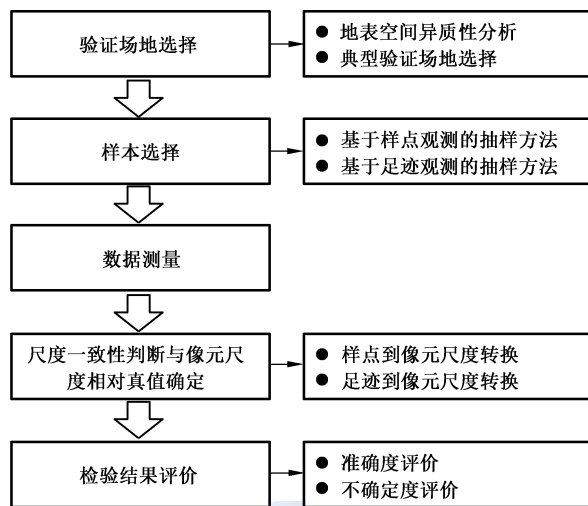 验证场地选择
● 地表空间异质性分析
● 典型验证场地选择
样本选择
● 基于样点观测的抽样方法
● 基于足迹观测的抽样方法
数据测量
尺度一致性判断与像元尺
度相对真值确定
● 样点到像元尺度转换
● 足迹到像元尺度转换
检验结果评价
● 准确度评价
● 不确定度评价